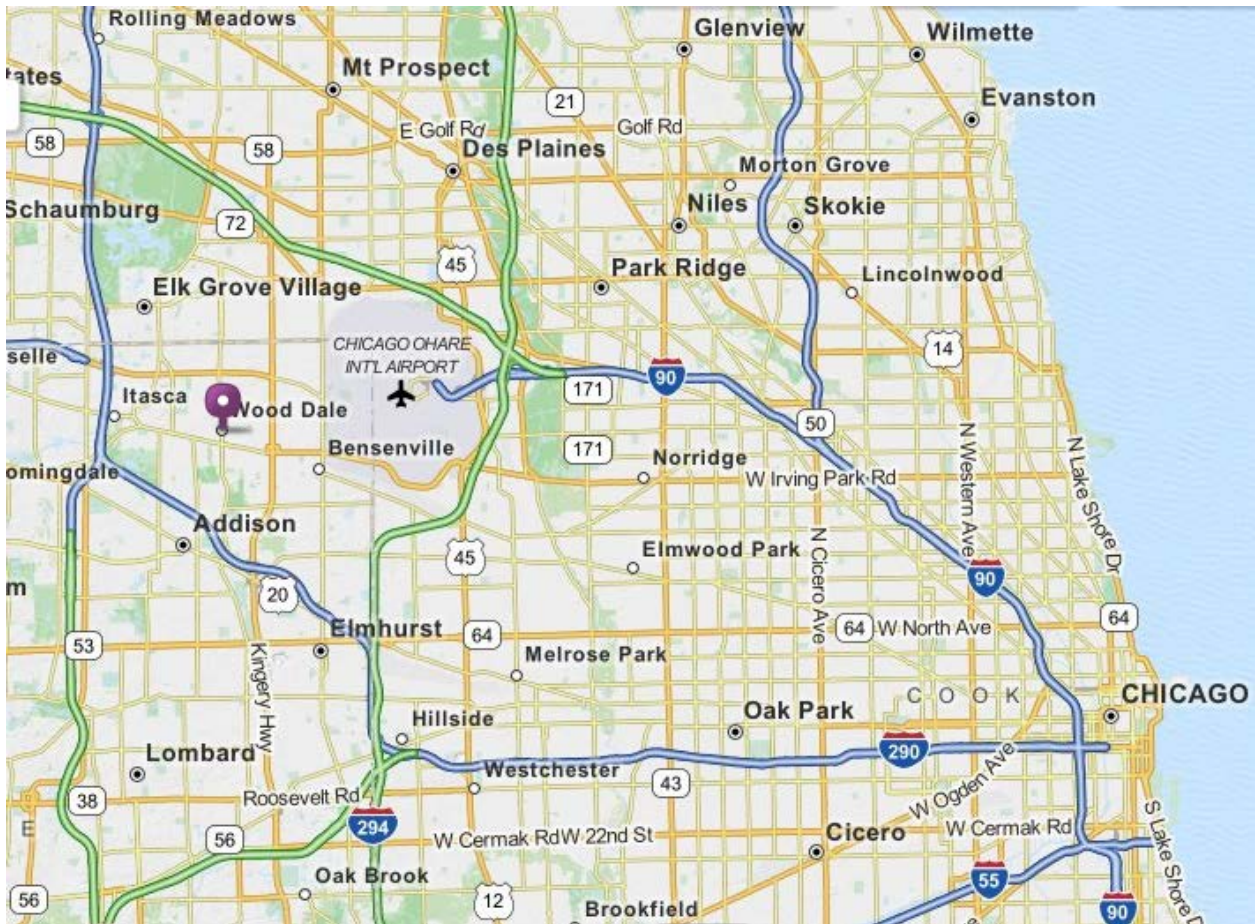 Rolling Meadows
Glenview
Wilmette
tates
Mt Prospect
21
Evanston
58
58
E Golf Rd
Golf Rd
Des Plaines
Morton Grove
Schaumburg
72
Niles
Skokie
45
Park Ridge
Lincolnwood
Elk Grove Village
CHICAGO OHARE
INT'L AIRPORT
14
selle
90
171
Itasca
Wood Dale
50
Bensenville
171
Norridge
N Western Ave
N Lake Shore Dr
omingdale
W Irving Park Rd
Addison
N Cicero Ave
Elmwood Park
45
90
m
20
Elmhurst
64
64
W North Ave
64
53
Kingery Hwy
Melrose Park
COOK
CHICAGO
Hillside
Oak Park
Lombard
290
Westchester
43
W Ogden Ave
38
Roosevelt Rd
E
56
294
W Cermak Rd
W 22nd St
Cicero
W Cermak Rd
S Lake Shore D
56
Oak Brook
55
12
Brookfield
90